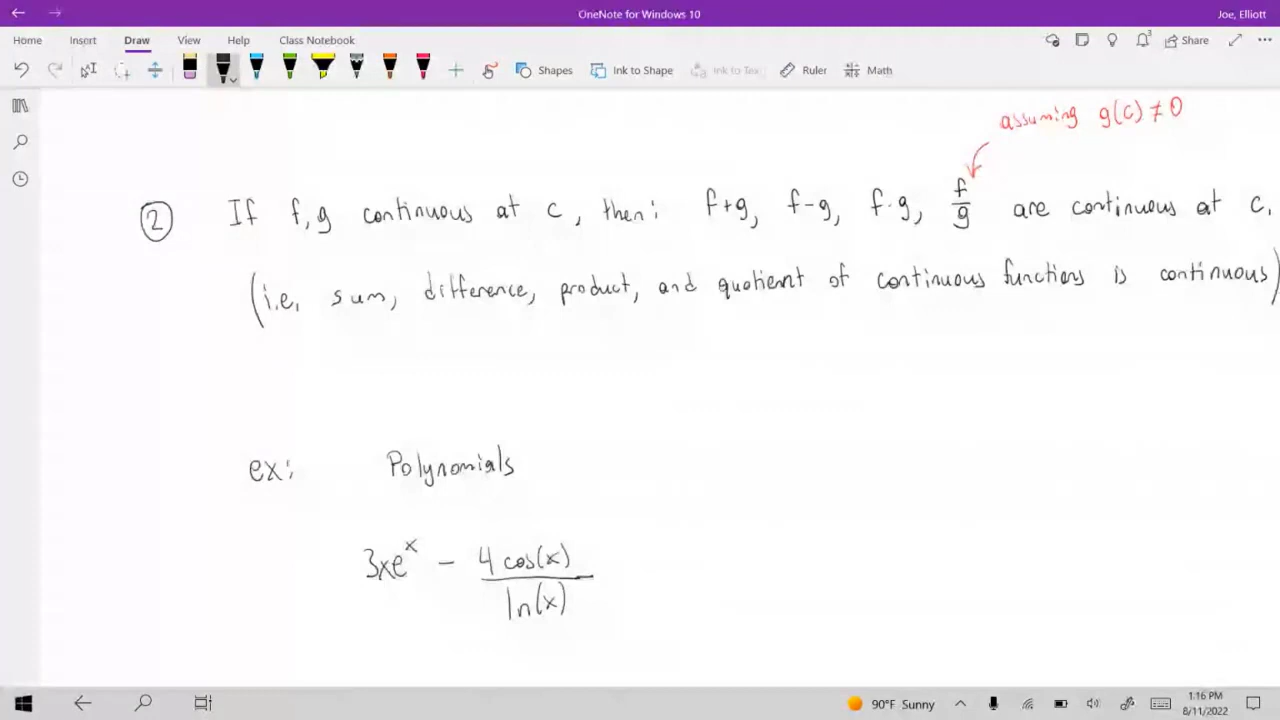 OneNote for Windows 10
Joe, Elliott
Home Insert Draw View Help Class Notebook
Share
Shapes Ink to Shape Ink to Text Ruler Math
assuming g(c) ≠ 0
② If f, g continuous at c, then: f+g, f-g, f·g, f/g are continuous at c.
(i.e, sum, difference, product, and quotient of continuous functions is continuous)
ex: Polynomials
3xe^x - 4 cos(x)
ln(x)
90°F Sunny
1:16 PM
8/11/2022